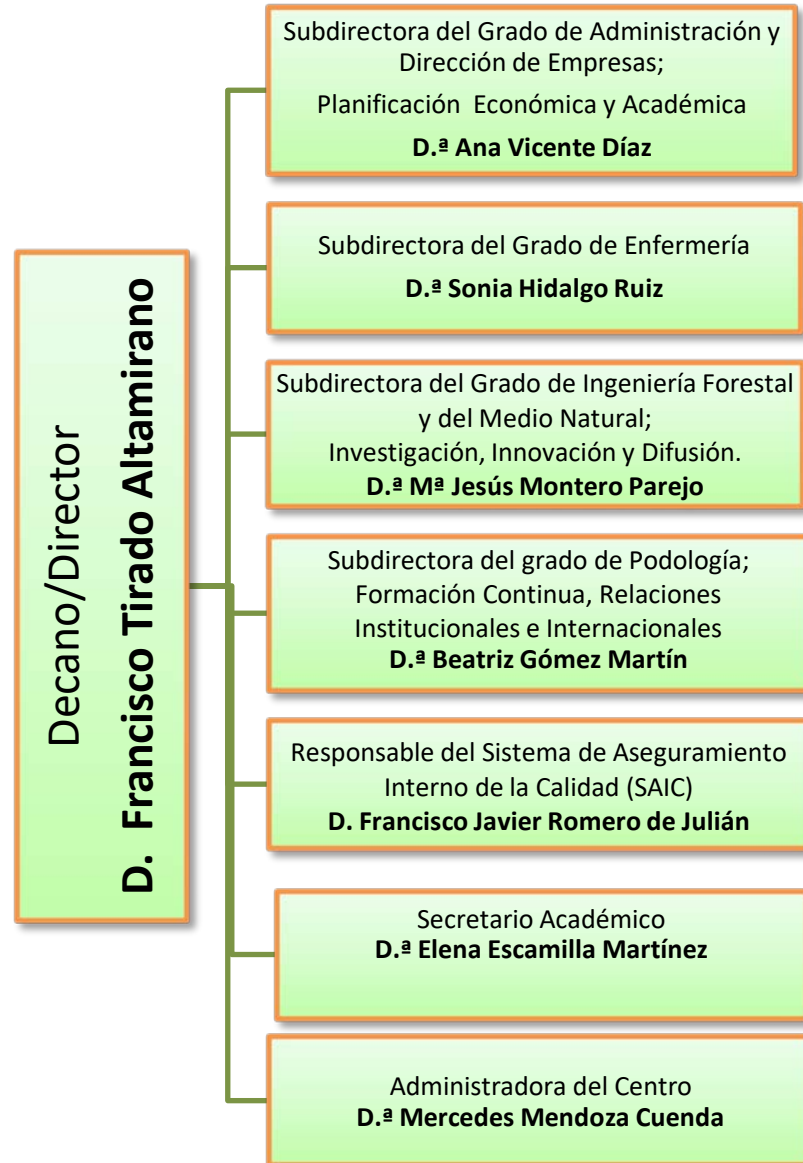 Decano/Director
D. Francisco Tirado Altamirano
Subdirectora del Grado de Administración y
Dirección de Empresas;
Planificación Económica y Académica
D.ª Ana Vicente Díaz
Subdirectora del Grado de Enfermería
D.ª Sonia Hidalgo Ruiz
Subdirectora del Grado de Ingeniería Forestal
y del Medio Natural;
Investigación, Innovación y Difusión.
D.ª Mª Jesús Montero Parejo
Subdirectora del grado de Podología;
Formación Continua, Relaciones
Institucionales e Internacionales
D.ª Beatriz Gómez Martín
Responsable del Sistema de Aseguramiento
Interno de la Calidad (SAIC)
D. Francisco Javier Romero de Julián
Secretario Académico
D.ª Elena Escamilla Martínez
Administradora del Centro
D.ª Mercedes Mendoza Cuenda